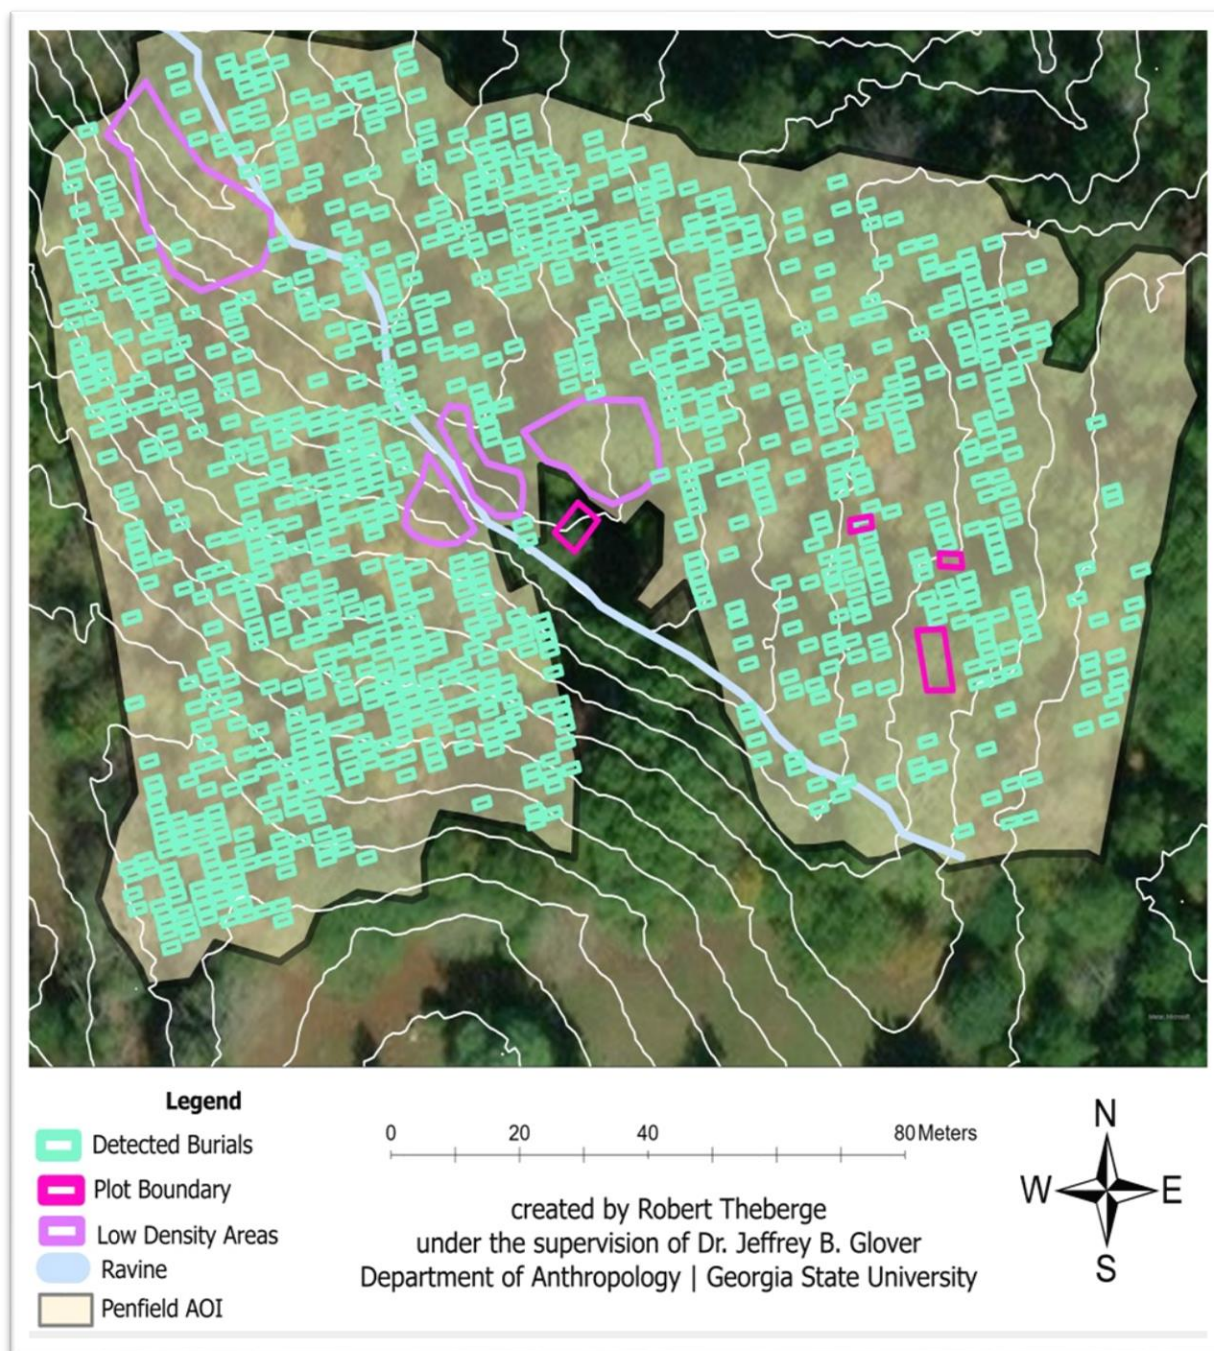 Legend
Detected Burials
Plot Boundary
Low Density Areas
Ravine
Penfield AOI
0 20 40 80 Meters
created by Robert Theberge
under the supervision of Dr. Jeffrey B. Glover
Department of Anthropology | Georgia State University
N
W E
S